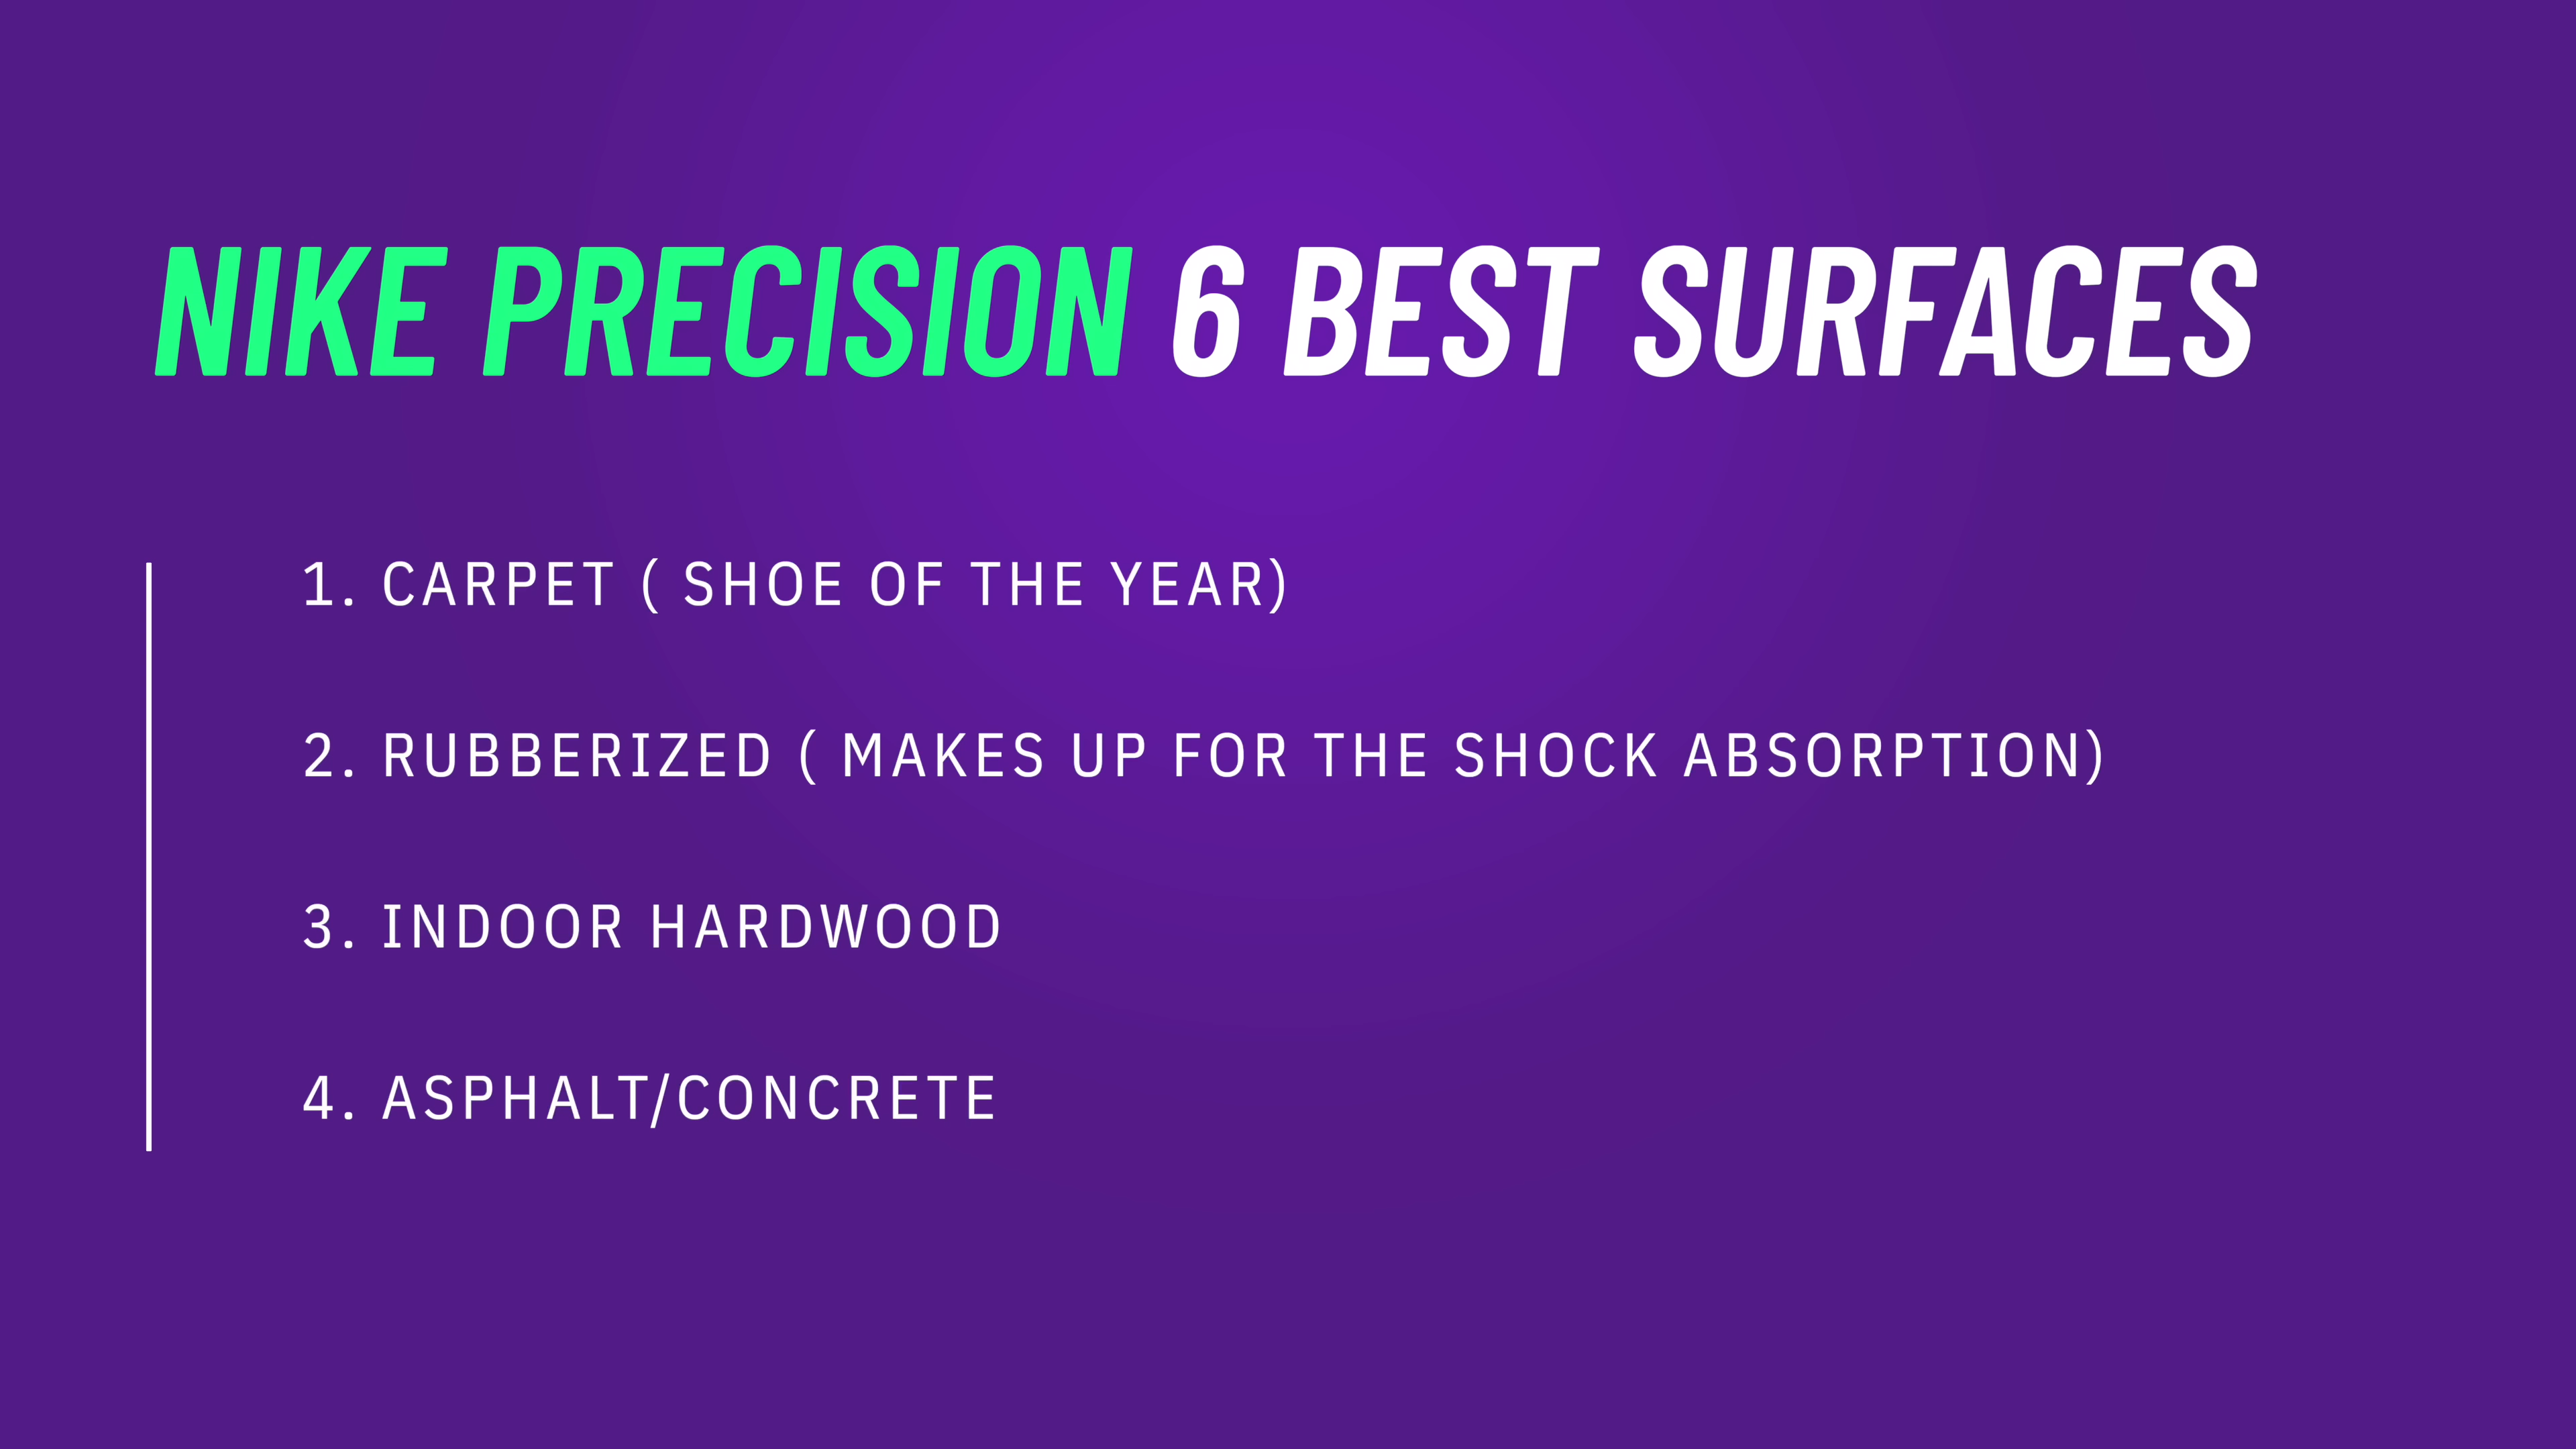 NIKE PRECISION 6 BEST SURFACES
1. CARPET ( SHOE OF THE YEAR)
2. RUBBERIZED ( MAKES UP FOR THE SHOCK ABSORPTION)
3. INDOOR HARDWOOD
4. ASPHALT/CONCRETE